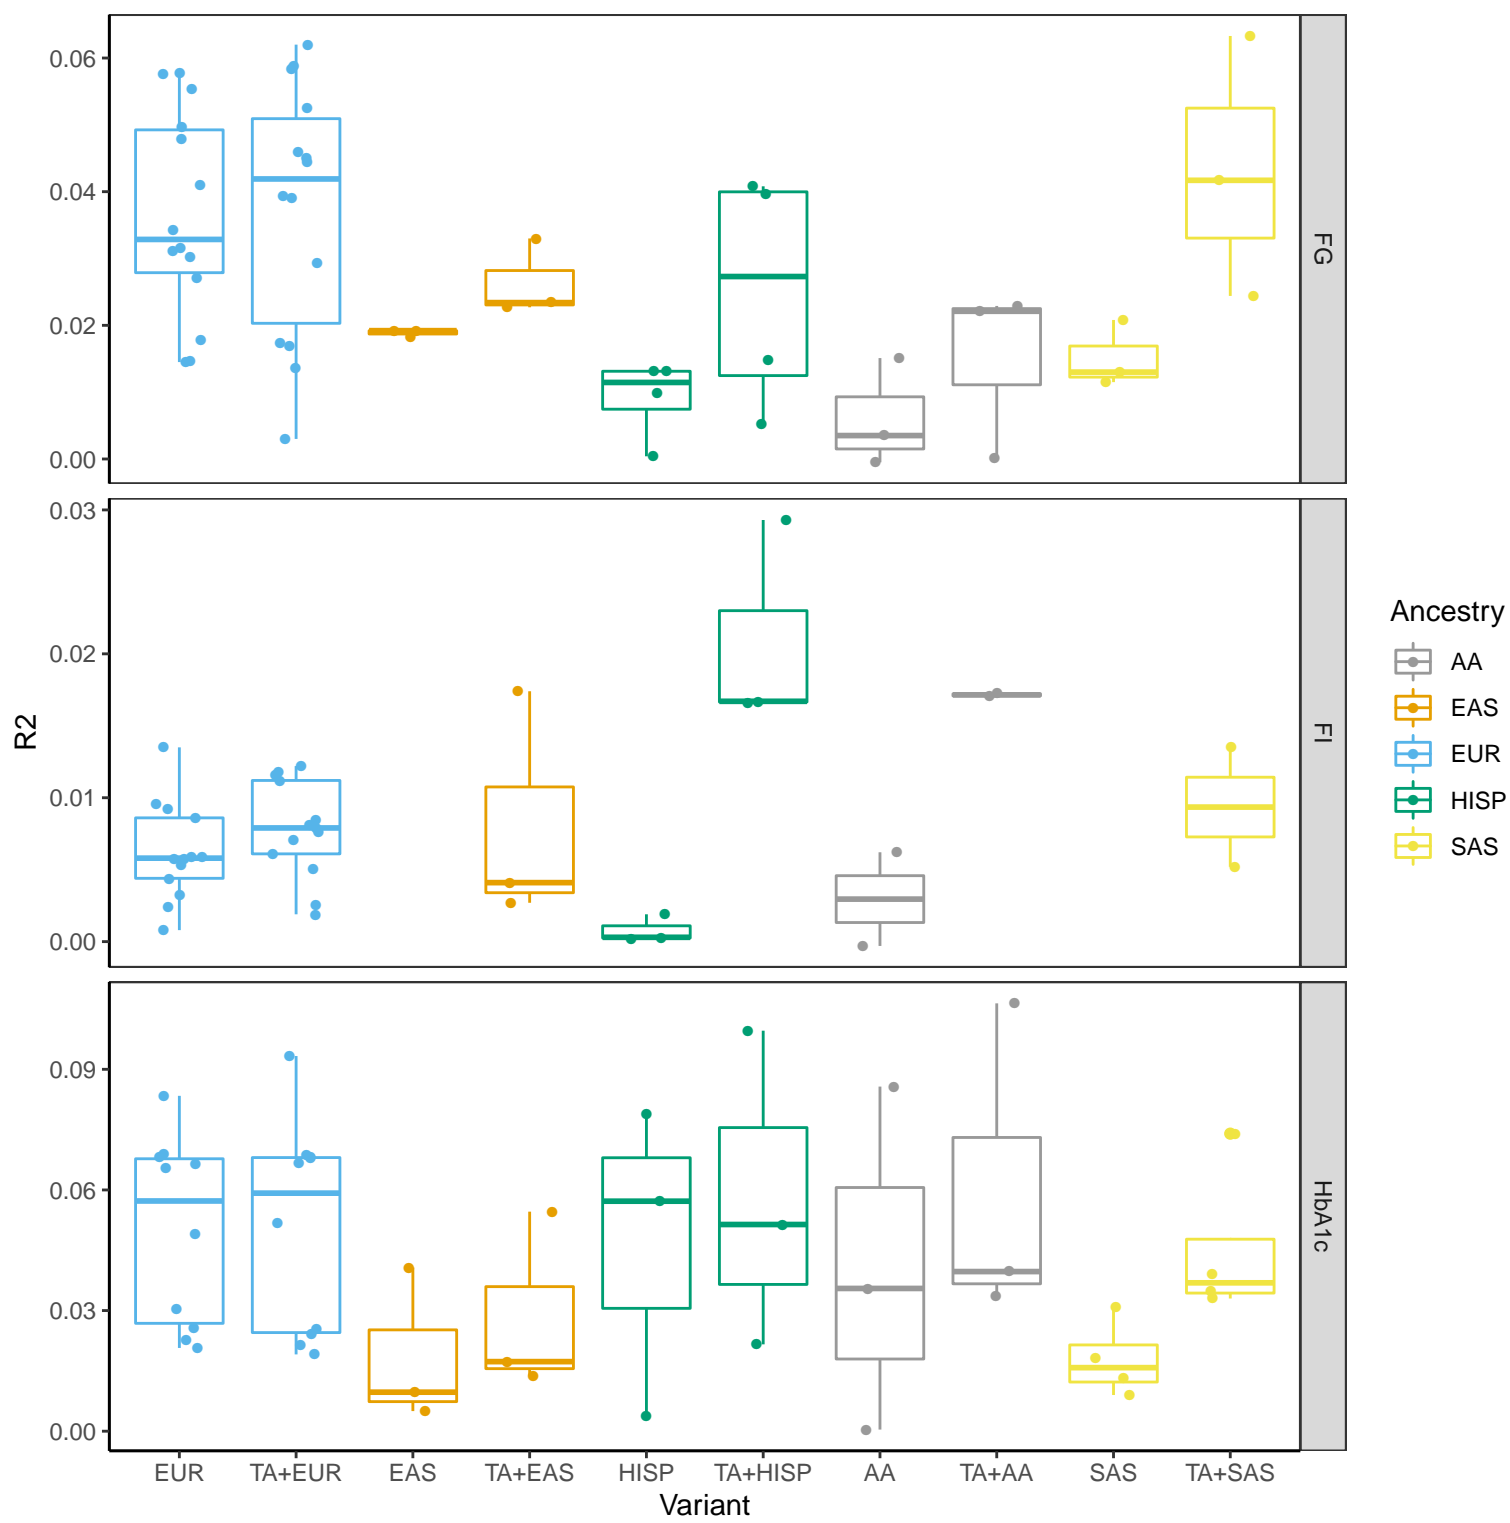 0.06
0.04
0.02
0.00
FG
0.03
0.02
0.01
0.00
FI
R2
0.09
0.06
0.03
0.00
HbA1c
EUR TA+EUR EAS TA+EAS HISP TA+HISP AA TA+AA SAS TA+SAS
Variant
Ancestry
AA
EAS
EUR
HISP
SAS